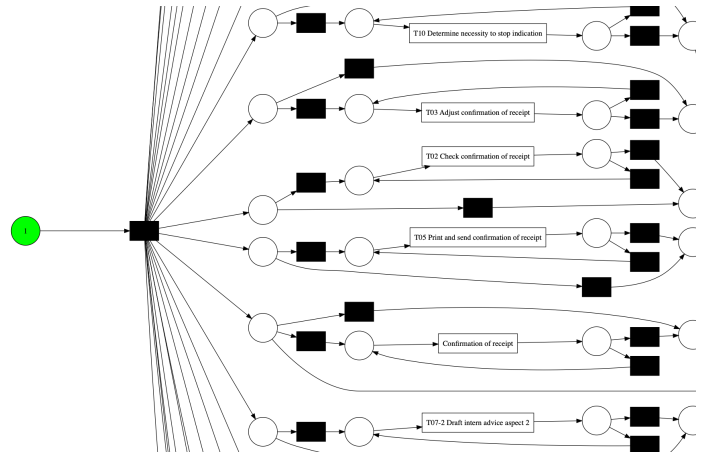 T10 Determine necessity to stop indication
T03 Adjust confirmation of receipt
T02 Check confirmation of receipt
1
T05 Print and send confirmation of receipt
Confirmation of receipt
T07-2 Draft intern advice aspect 2